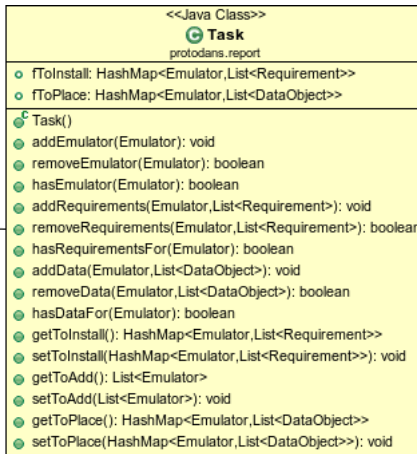 <<Java Class>>
C Task
protodans.report
fToInstall: HashMap<Emulator,List<Requirement>>
fToPlace: HashMap<Emulator,List<DataObject>>
C Task()
addEmulator(Emulator): void
removeEmulator(Emulator): boolean
hasEmulator(Emulator): boolean
addRequirements(Emulator,List<Requirement>): void
removeRequirements(Emulator,List<Requirement>): boolean
hasRequirementsFor(Emulator): boolean
addData(Emulator,List<DataObject>): void
removeData(Emulator,List<DataObject>): boolean
hasDataFor(Emulator): boolean
getToInstall(): HashMap<Emulator,List<Requirement>>
setToInstall(HashMap<Emulator,List<Requirement>>): void
getToAdd(): List<Emulator>
setToAdd(List<Emulator>): void
getToPlace(): HashMap<Emulator,List<DataObject>>
setToPlace(HashMap<Emulator,List<DataObject>>): void